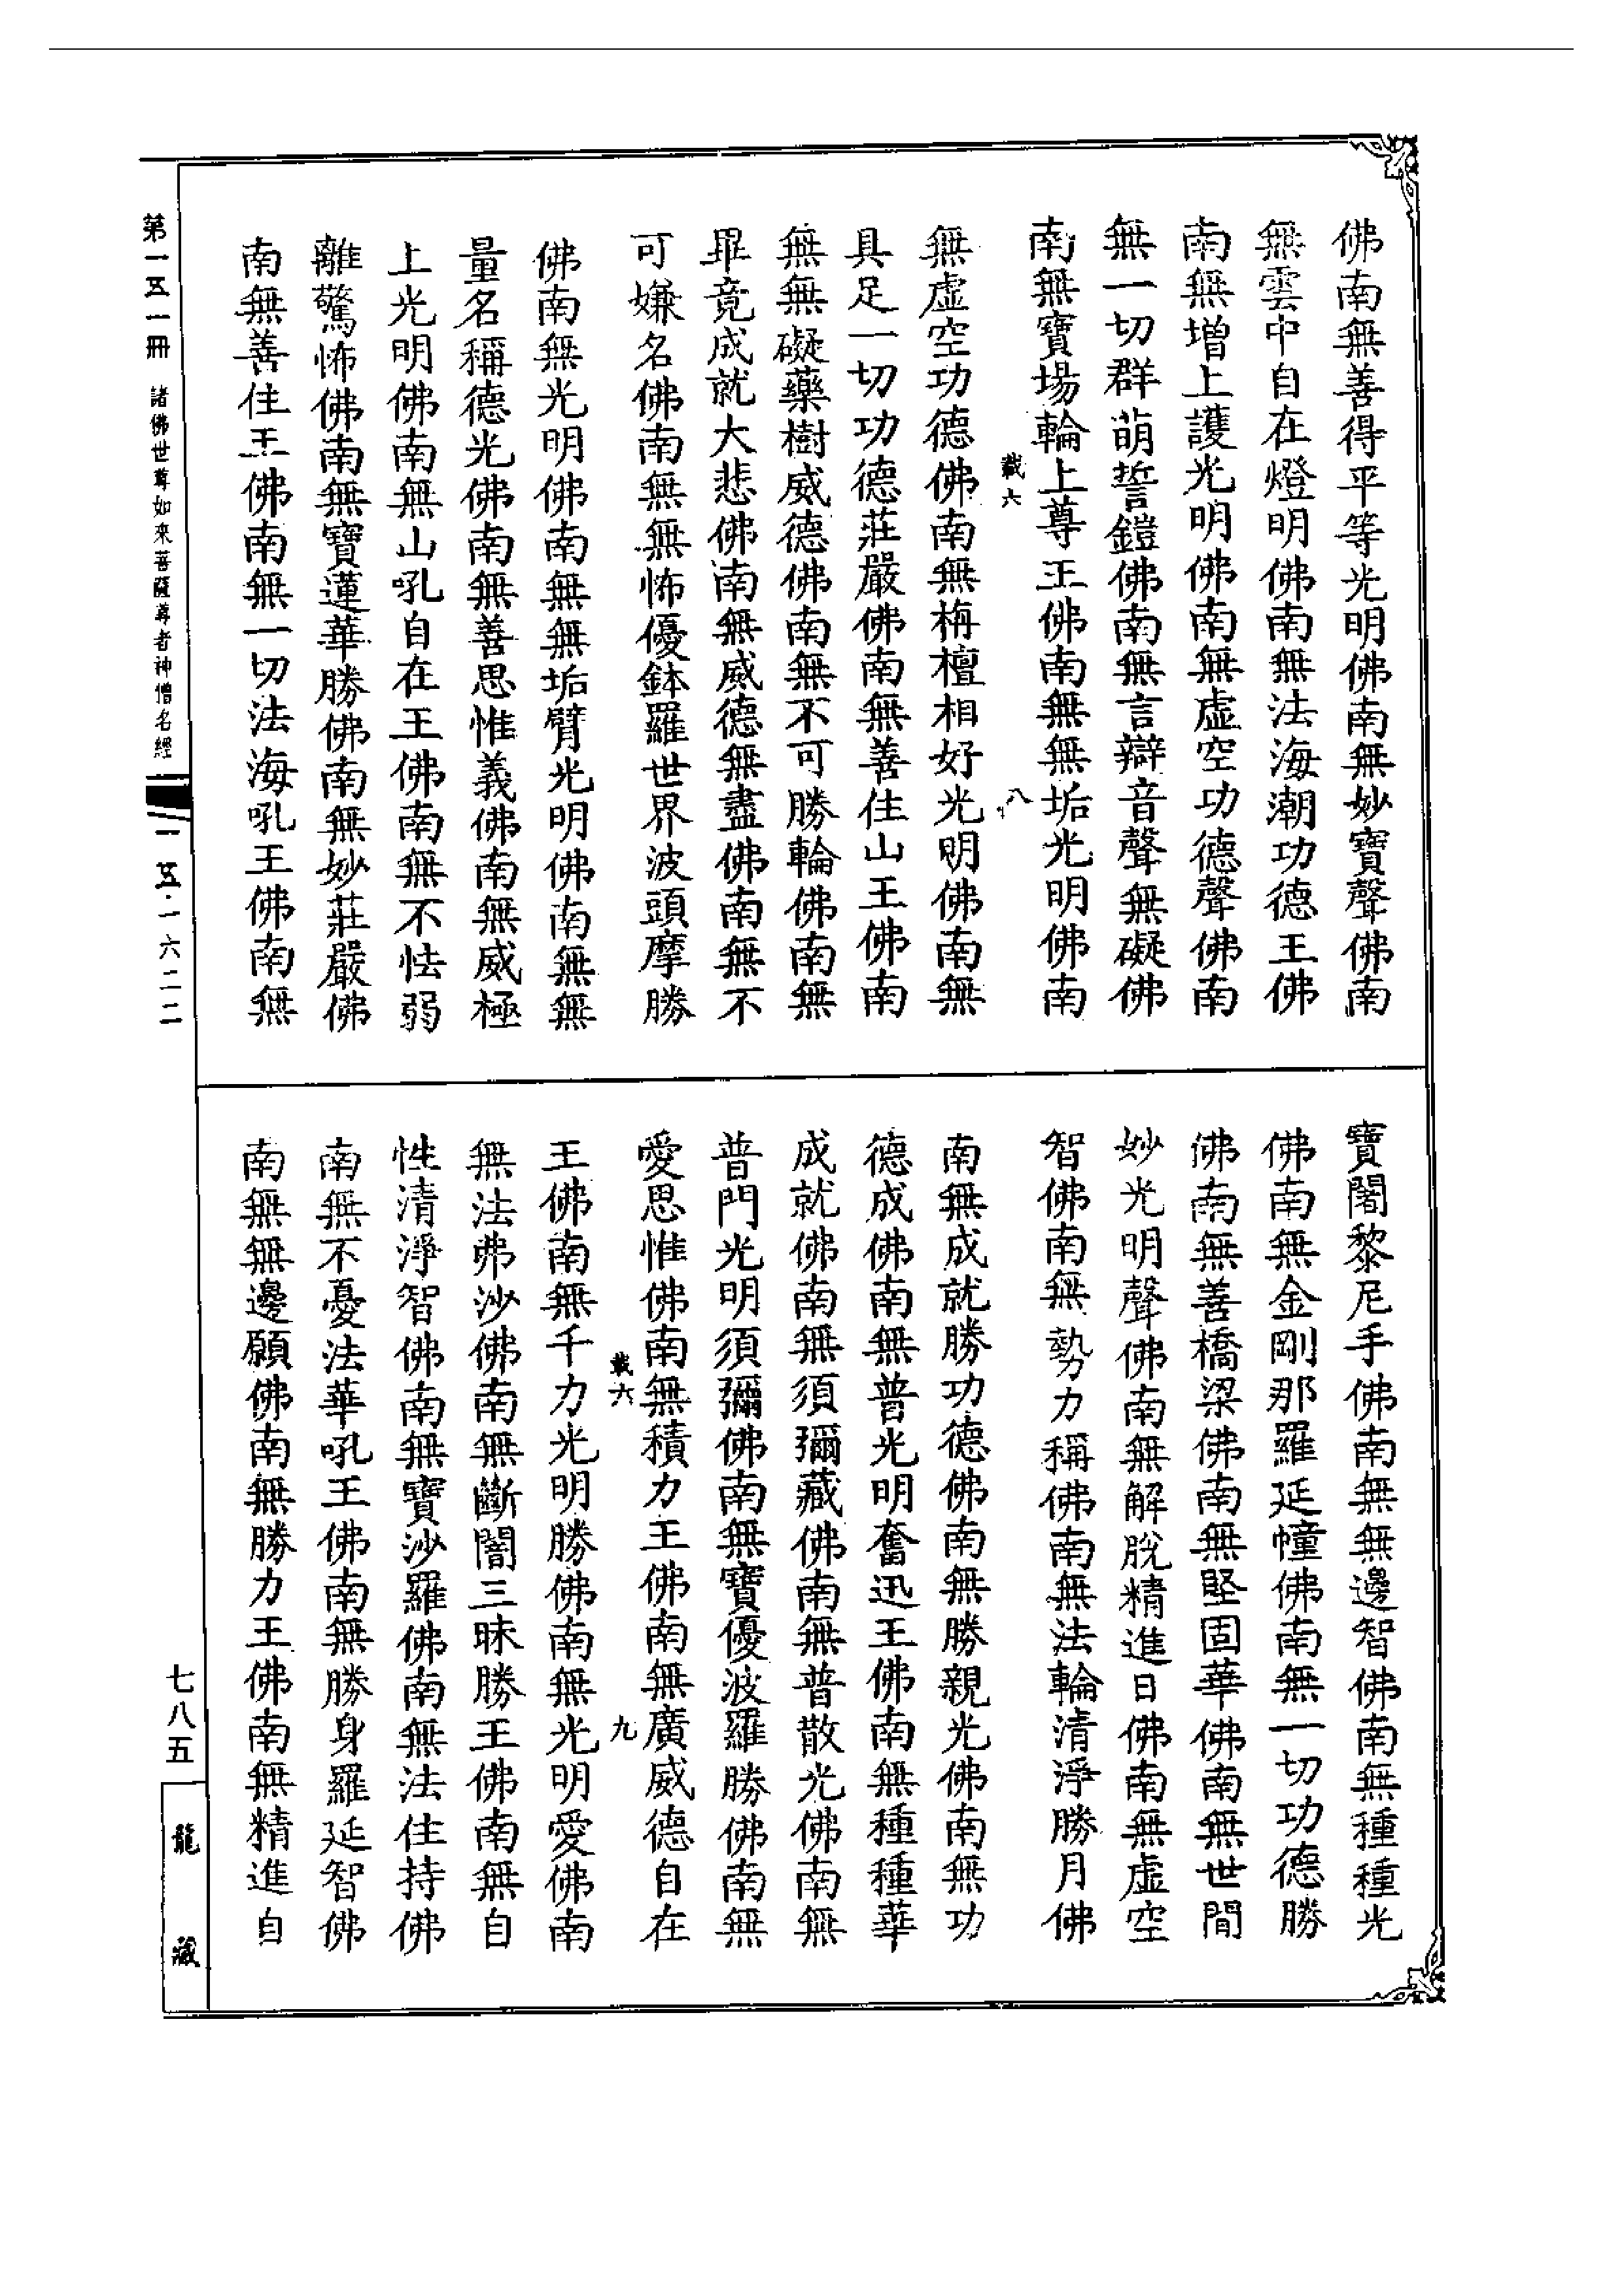 佛南無善得平等光明佛南無妙寶聲佛南
無雲中自在燈明佛南無法海潮功德王佛
南無增上護光明佛南無虛空功德聲佛南
無一切群萌誓鎧佛南無言辯音聲無礙佛
南無寶場輪上尊王佛南無無垢光明佛南
載六
八
無虛空功德佛南無栴檀相好光明佛南無
具足一切功德莊嚴佛南無善住山王佛南
無無礙藥樹威德佛南無不可勝輪佛南無
畢竟成就大悲佛南無威德無盡佛南無不
可嫌名佛南無無怖優鉢羅世界波頭摩勝
佛南無光明佛南無無垢臂光明佛南無無
量名稱德光佛南無善思惟義佛南無威極
上光明佛南無山吼自在王佛南無不怯弱
離驚怖佛南無寶蓮華勝佛南無妙莊嚴佛
南無善住王佛南無一切法海吼王佛南無
寶闍黎尼手佛南無無邊智佛南無種種光
佛南無金剛那羅延幢佛南無一切功德勝
佛南無善橋梁佛南無堅固華佛南無世間
妙光明聲佛南無解脫精進日佛南無虛空
智佛南無勢力稱佛南無法輪清淨勝月佛
南無成就勝功德佛南無勝親光佛南無功
德成佛南無普光明奮迅王佛南無種種華
成就佛南無須彌藏佛南無普散光佛南無
普門光明須彌佛南無寶優波羅勝佛南無
愛思惟佛南無積力王佛南無廣威德自在
載六
九
王佛南無千力光明勝佛南無光明愛佛南
無法弗沙佛南無斷闇三昧勝王佛南無自
性清淨智佛南無寶沙羅佛南無法住持佛
南無不憂法華吼王佛南無勝身羅延智佛
南無無邊願佛南無勝力王佛南無精進自
第一五一冊
諸佛世尊如來菩薩尊者神僧名經
一五·一六二二
七八五
龍藏